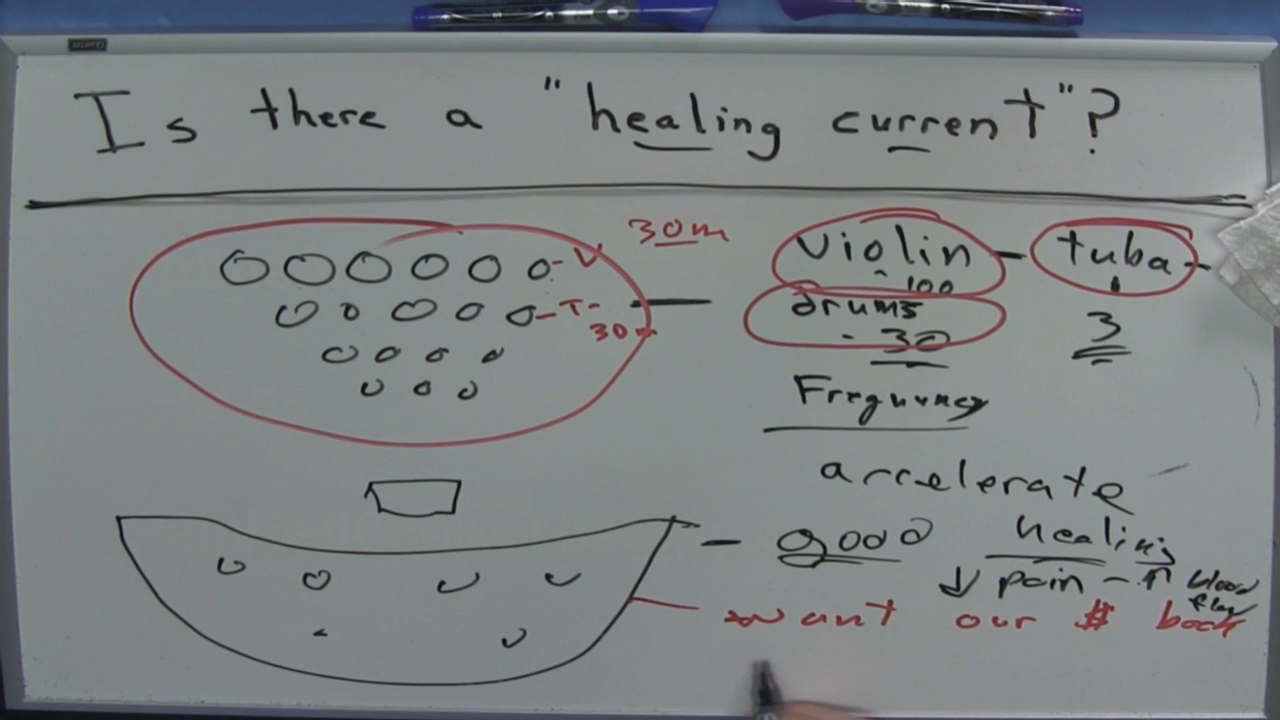 Is there a "healing current"?
30m
violin - tuba -
- V
100
1
- T-
drums
30-
- 30
3
Frequency
accelerate
- good healing
↓ pain - ↑ blood flow
want our $ back